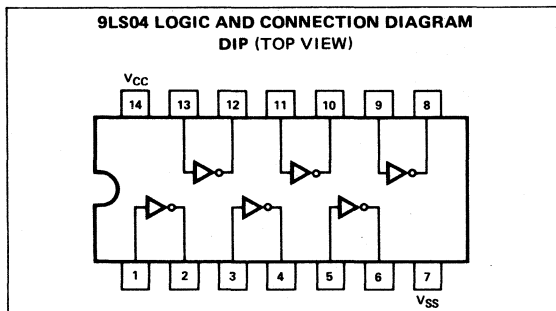 9LS04 LOGIC AND CONNECTION DIAGRAM
DIP (TOP VIEW)
VCC
14 13 12 11 10 9 8
1 2 3 4 5 6 7
VSS